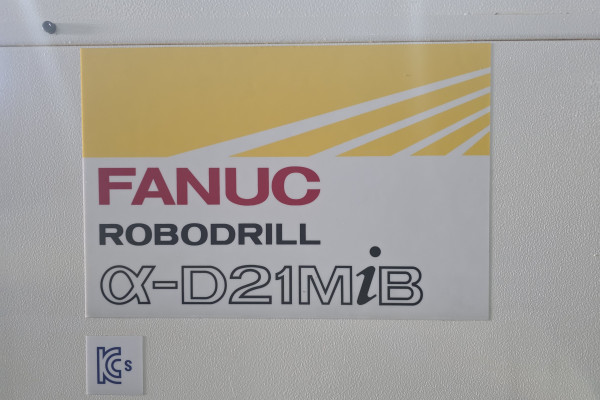 FANUC
ROBODRILL
α-D21MiB
KCs